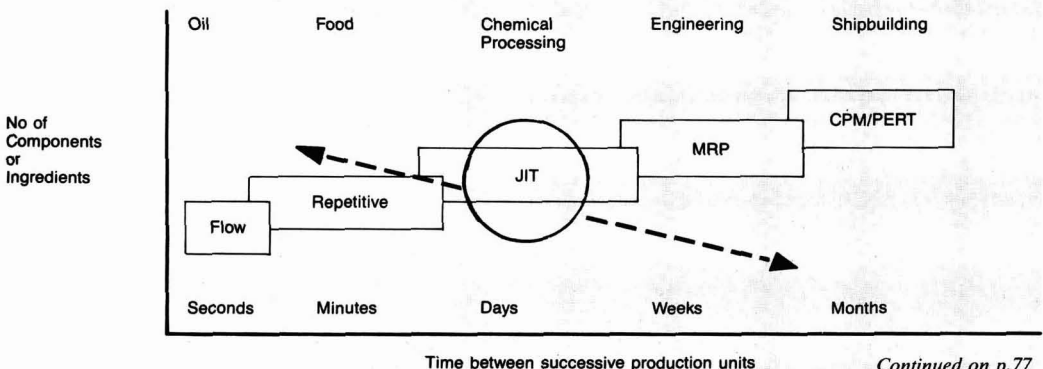 Oil
Food
Chemical
Processing
Engineering
Shipbuilding
No of
Components
or
Ingredients
CPM/PERT
MRP
JIT
Repetitive
Flow
Seconds
Minutes
Days
Weeks
Months
Time between successive production units
Continued on p.77